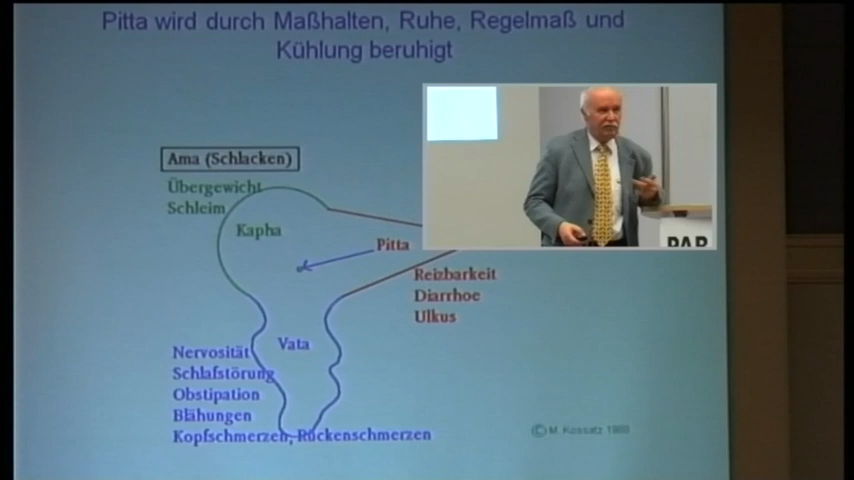 Pitta wird durch Maßhalten, Ruhe, Regelmaß und
Kühlung beruhigt
Ama (Schlacken)
Übergewicht
Schleim
Kapha
Pitta
Reizbarkeit
Diarrhoe
Ulkus
Vata
Nervosität
Schlafstörung
Obstipation
Blähungen
Kopfschmerzen, Rückenschmerzen
© M. Kossatz 1989